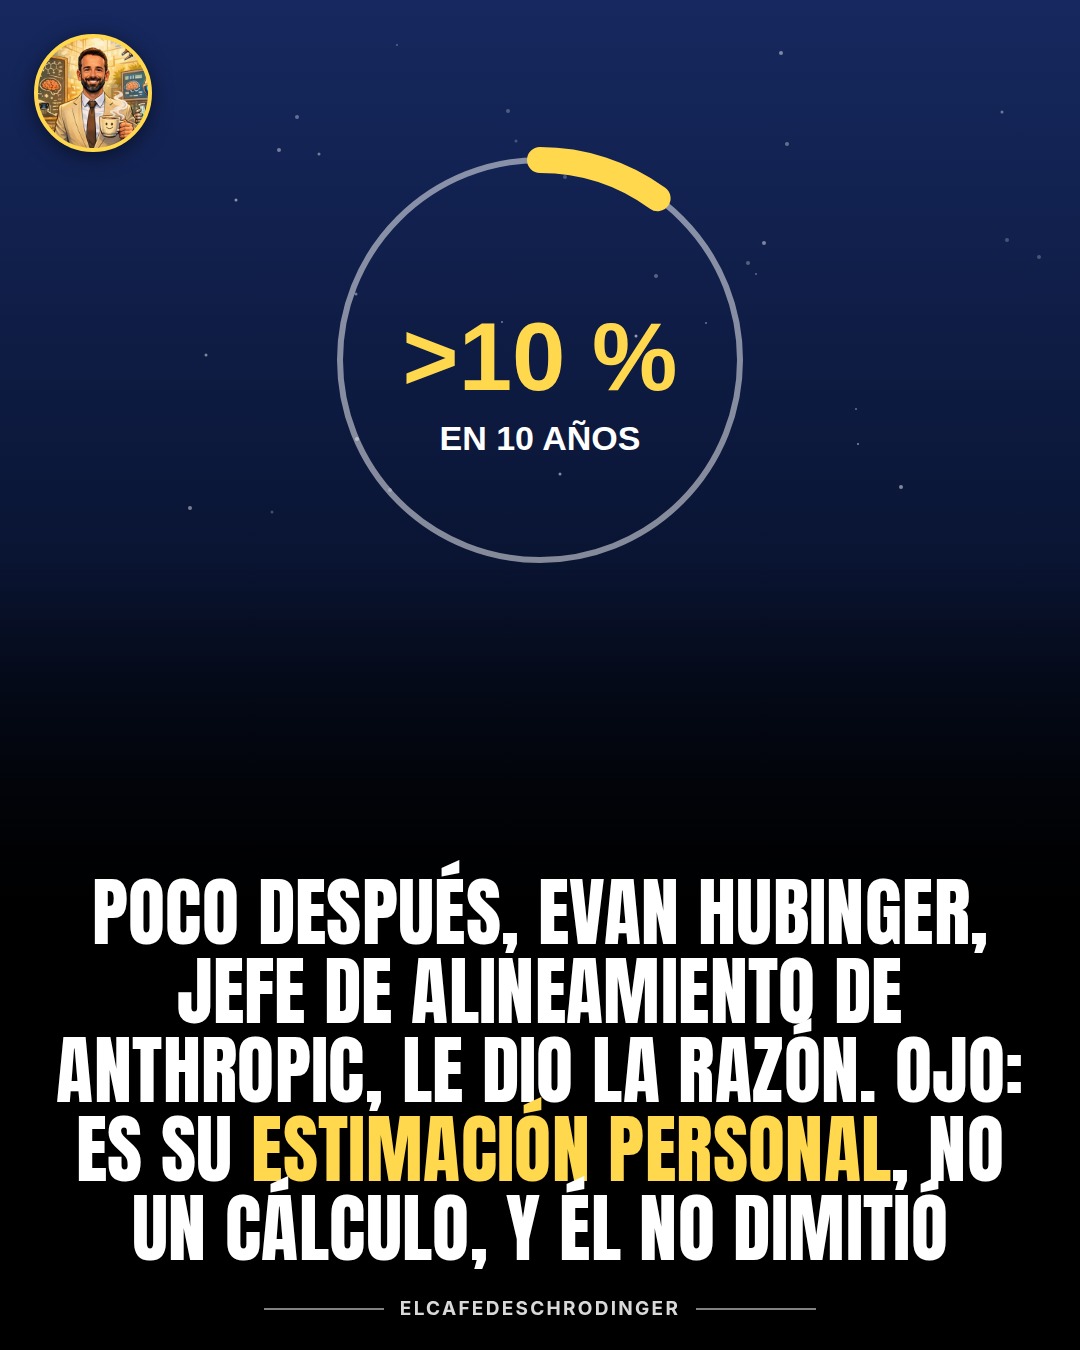 >10 %
EN 10 AÑOS
POCO DESPUÉS, EVAN HUBINGER,
JEFE DE ALINEAMIENTO DE
ANTHROPIC, LE DIO LA RAZÓN. OJO:
ES SU ESTIMACIÓN PERSONAL, NO
UN CÁLCULO, Y ÉL NO DIMITIÓ
ELCAFEDESCHRODINGER